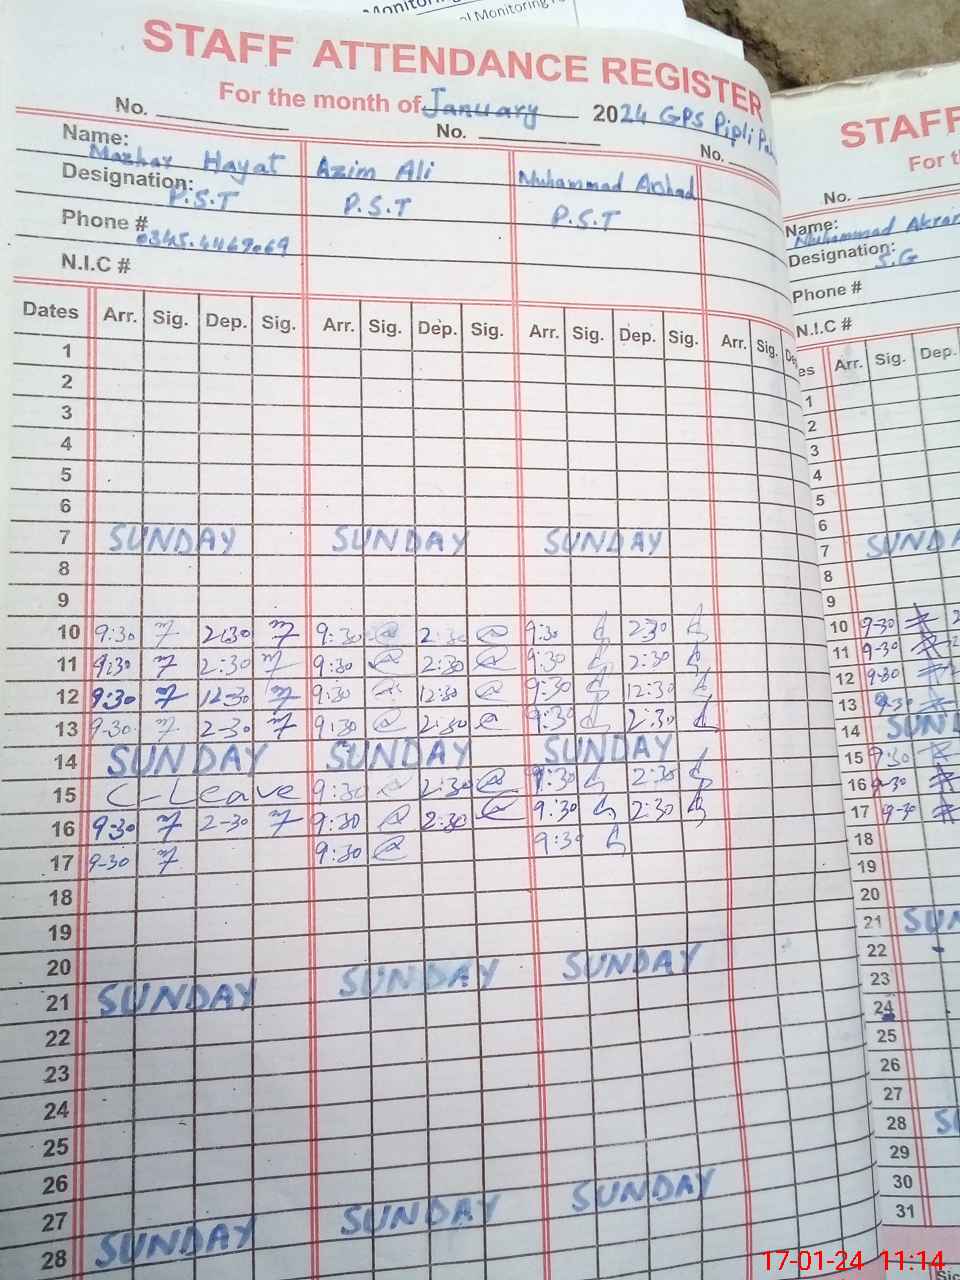 STAFF ATTENDANCE REGISTER
For the month of January 2024 GPS Pipli
No. No. No.
Name: Mazhar Hayat Azim Ali Muhammad Arshad
Designation: P.S.T P.S.T P.S.T
Phone # 0345.4469069
N.I.C #
Dates Arr. Sig. Dep. Sig. Arr. Sig. Dep. Sig. Arr. Sig. Dep. Sig. Arr. Sig.
1
2
3
4
5
6
7 SUNDAY SUNDAY SUNDAY
8
9
10 9:30 2:30 9:30 2:30 9:30 2:30
11 9:30 2:30 9:30 2:30 9:30 2:30
12 9:30 12-30 9:30 12:30 9:30 12:30
13 9-30 2-30 9:30 2:30 9:30 2:30
14 SUNDAY SUNDAY SUNDAY
15 C-Leave 9:30 2:30 9:30 2:30
16 9:30 2-30 9:30 2:30 9:30 2:30
17 9-30 9:30 9:30
18
19
20
21 SUNDAY SUNDAY SUNDAY
22
23
24
25
26
27
28 SUNDAY SUNDAY SUNDAY
STAFF
No.
Name: Muhammad
Designation: S.G
Phone #
N.I.C #
Arr. Sig. Dep.
1
2
3
4
5
6
7
8
9
10 9-30
11 9-30
12 9-30
13 9-30
14
15 9:30
16 9-30
17 9-30
18
19
20
21
22
23
24
25
26
27
28
29
30
31
17-01-24 11:14